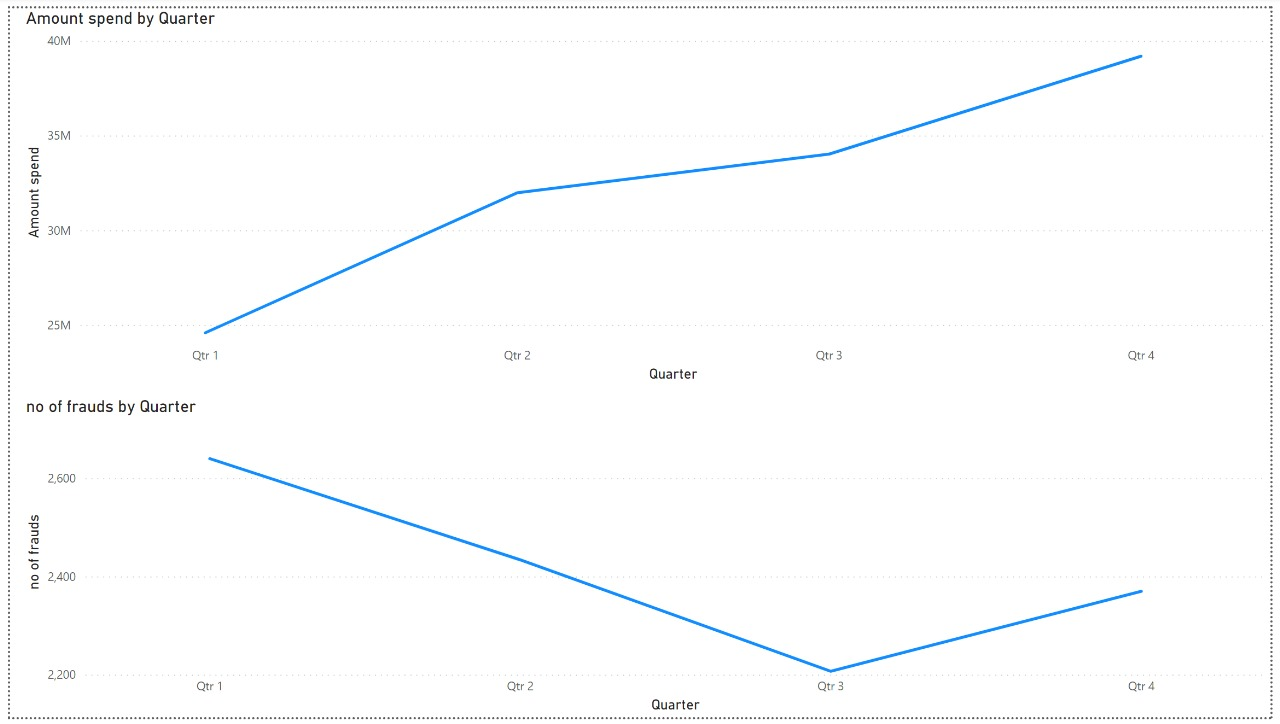 Amount spend by Quarter
40M
35M
30M
25M
Amount spend
Qtr 1 Qtr 2 Qtr 3 Qtr 4
Quarter
no of frauds by Quarter
2,600
2,400
2,200
no of frauds
Qtr 1 Qtr 2 Qtr 3 Qtr 4
Quarter